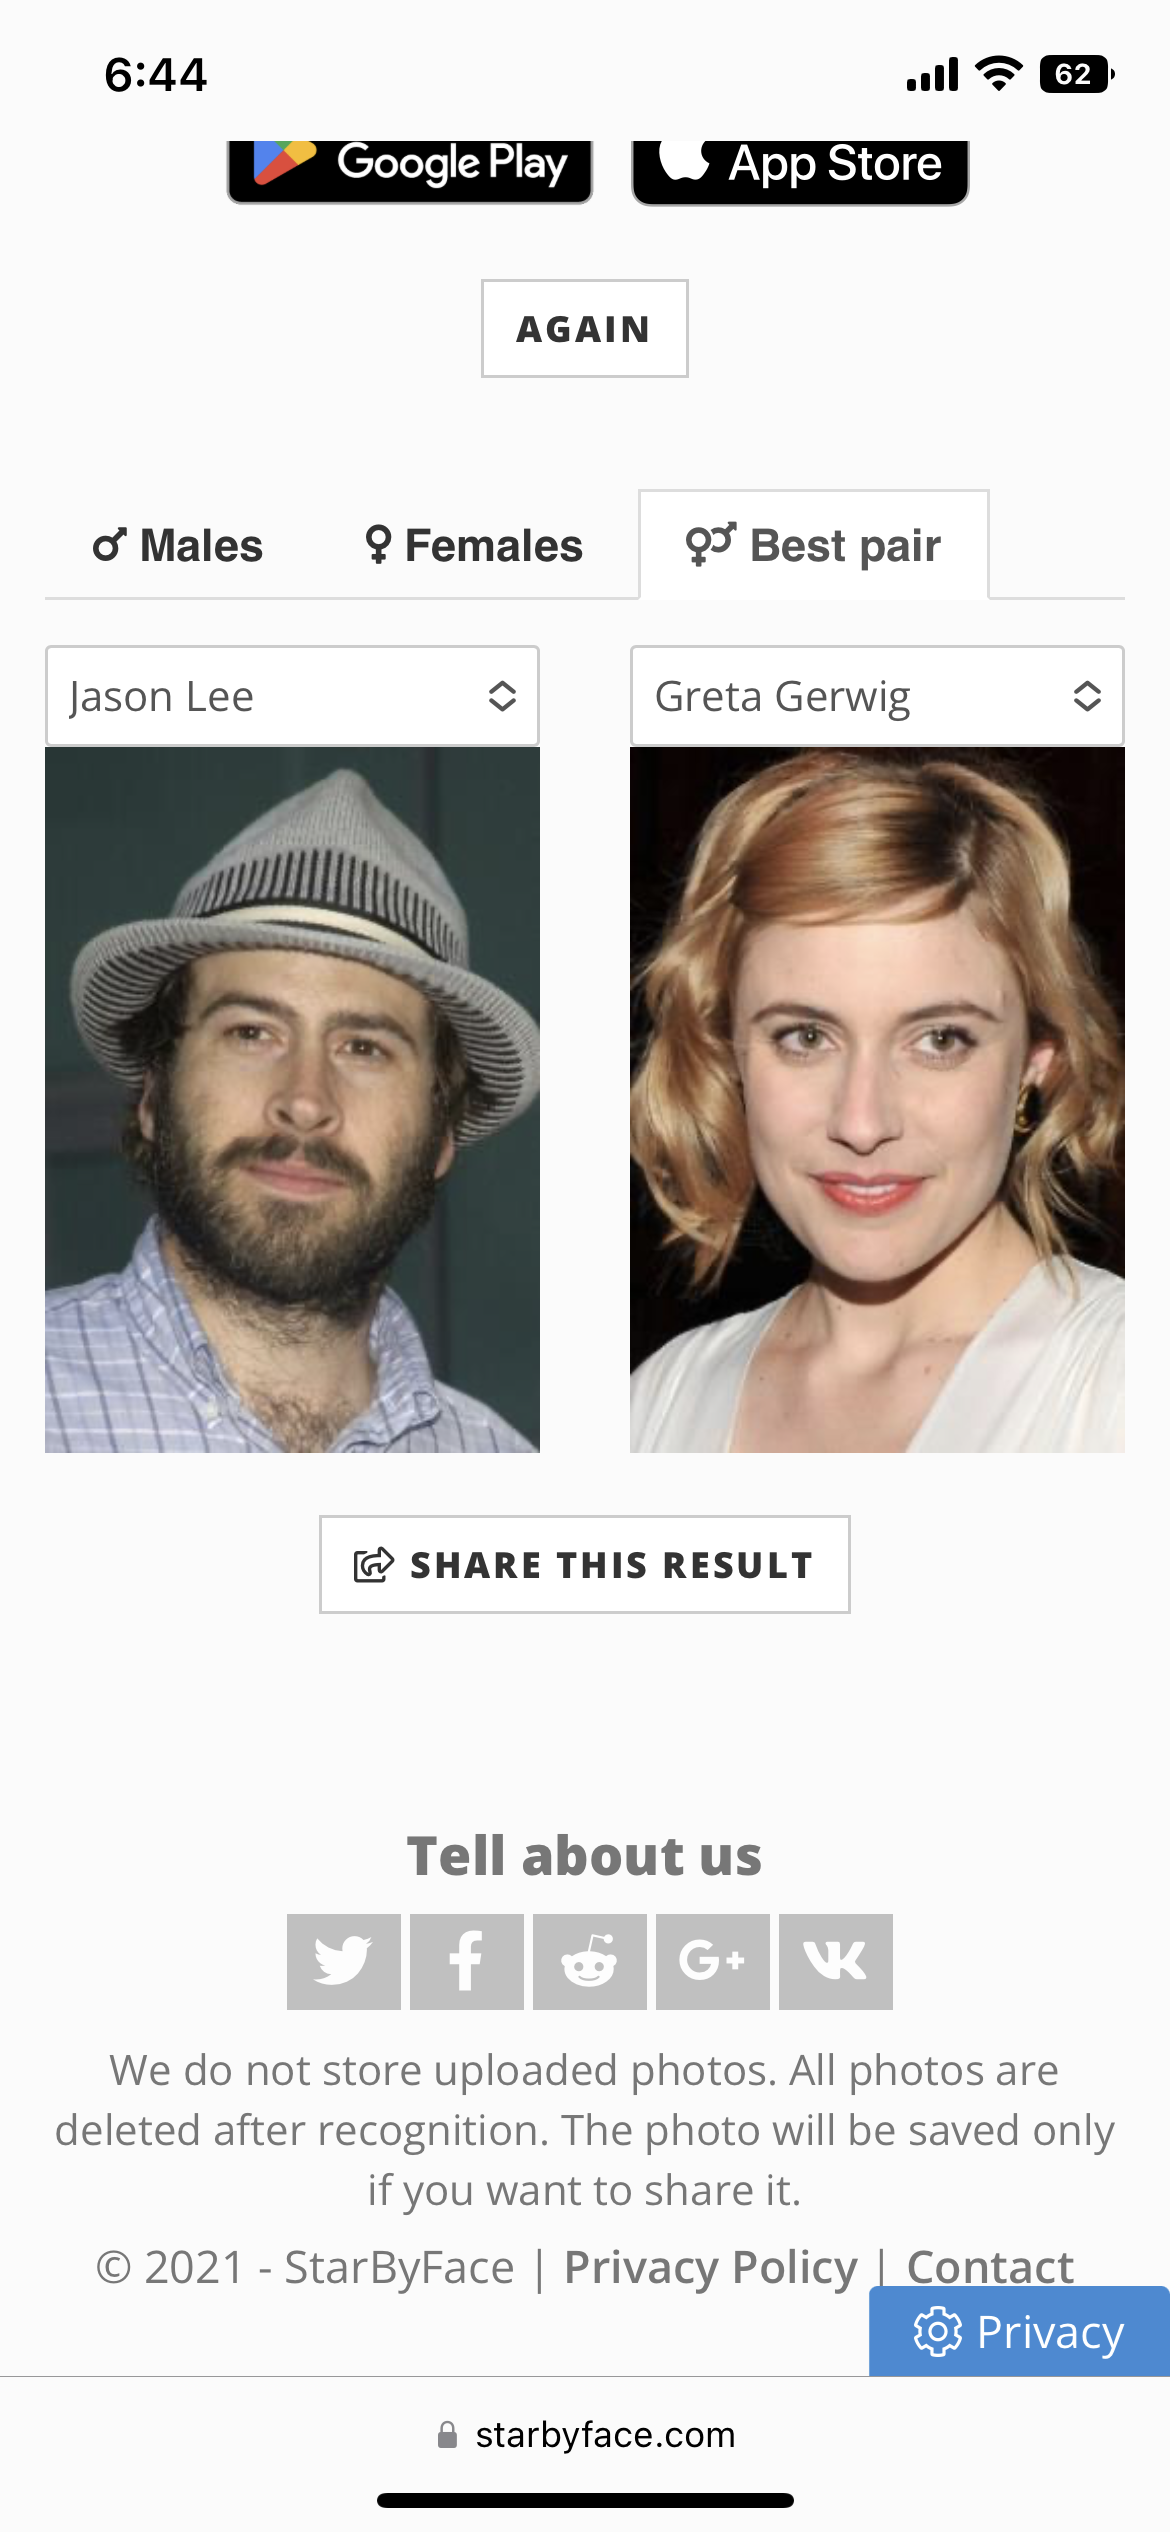 6:44
62
Google Play
App Store
AGAIN
Males
Females
Best pair
Jason Lee
Greta Gerwig
SHARE THIS RESULT
Tell about us
G+
We do not store uploaded photos. All photos are
deleted after recognition. The photo will be saved only
if you want to share it.
© 2021 - StarByFace | Privacy Policy | Contact
Privacy
starbyface.com